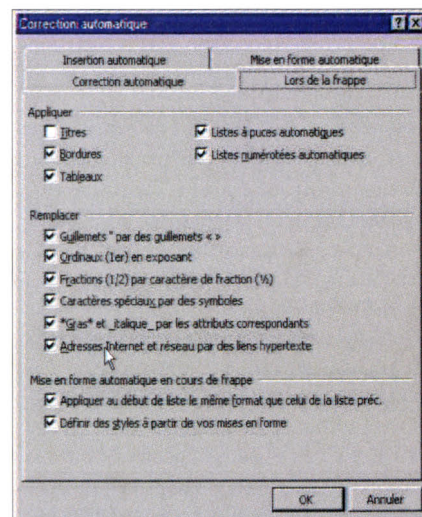 Correction automatique
Insertion automatique Mise en forme automatique
Correction automatique Lors de la frappe
Appliquer
Titres Listes à puces automatiques
Bordures Listes numérotées automatiques
Tableaux
Remplacer
Guillemets " par des guillemets « »
Ordinaux (1er) en exposant
Fractions (1/2) par caractère de fraction (½)
Caractères spéciaux par des symboles
*Gras* et _italique_ par les attributs correspondants
Adresses Internet et réseau par des liens hypertexte
Mise en forme automatique en cours de frappe
Appliquer au début de liste le même format que celui de la liste préc.
Définir des styles à partir de vos mises en forme
OK Annuler